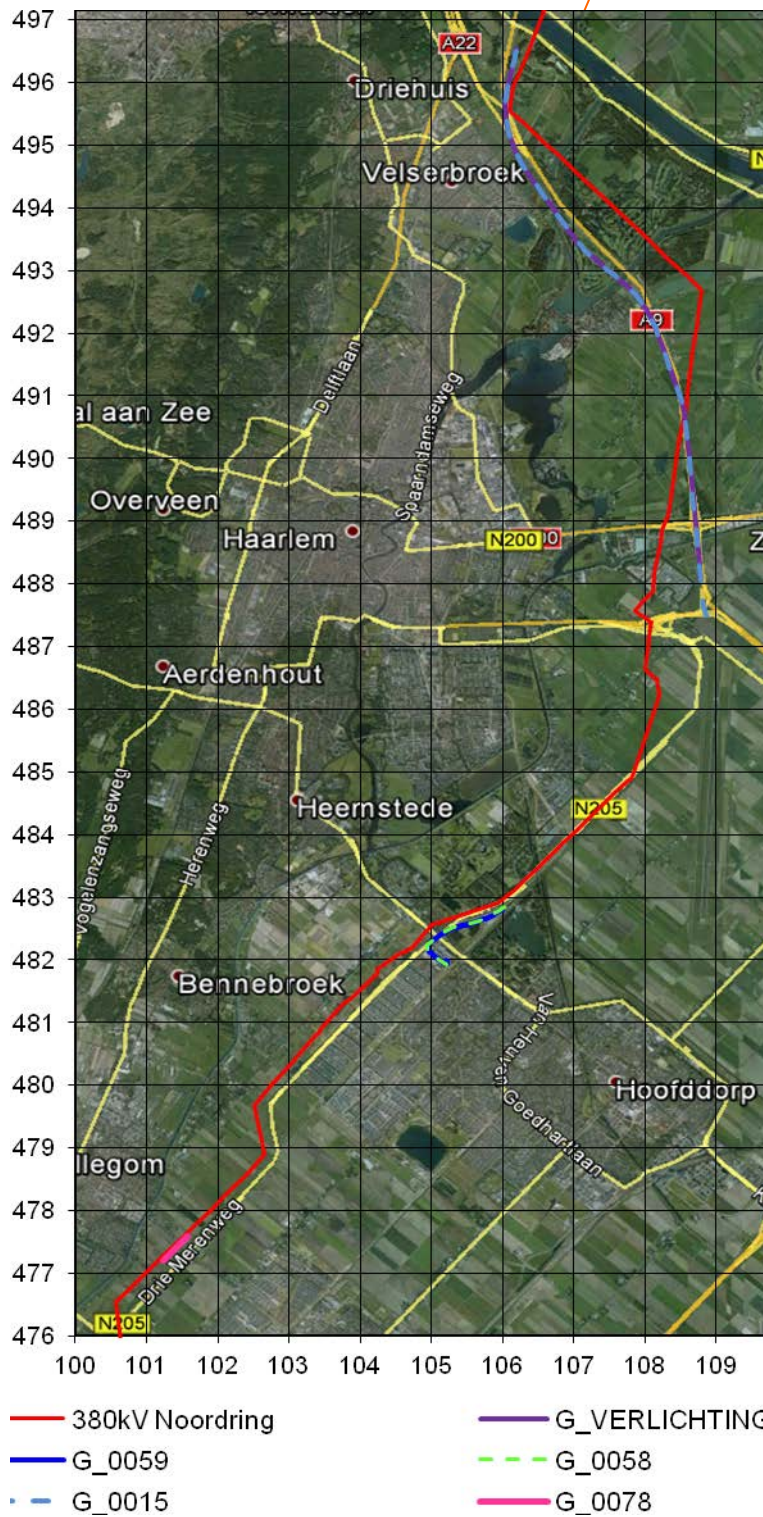 497
A22
496
Driehuis
495
N
Velserbroek
494
493
A9
492
491
Delftlaan
al aan Zee
Spaarndamseweg
490
Overveen
489
Haarlem
N200
00
Z
488
487
Aerdenhout
486
485
Heemstede
N205
484
Vogelenzangseweg
Herenweg
483
482
Bennebroek
481
Van Heuven Goedhartlaan
480
Hoofddorp
479
llegom
478
K
Drie Merenweg
477
N205
476
100 101 102 103 104 105 106 107 108 109
380kV Noordring
G_VERLICHTING
G_0059
G_0058
G_0015
G_0078